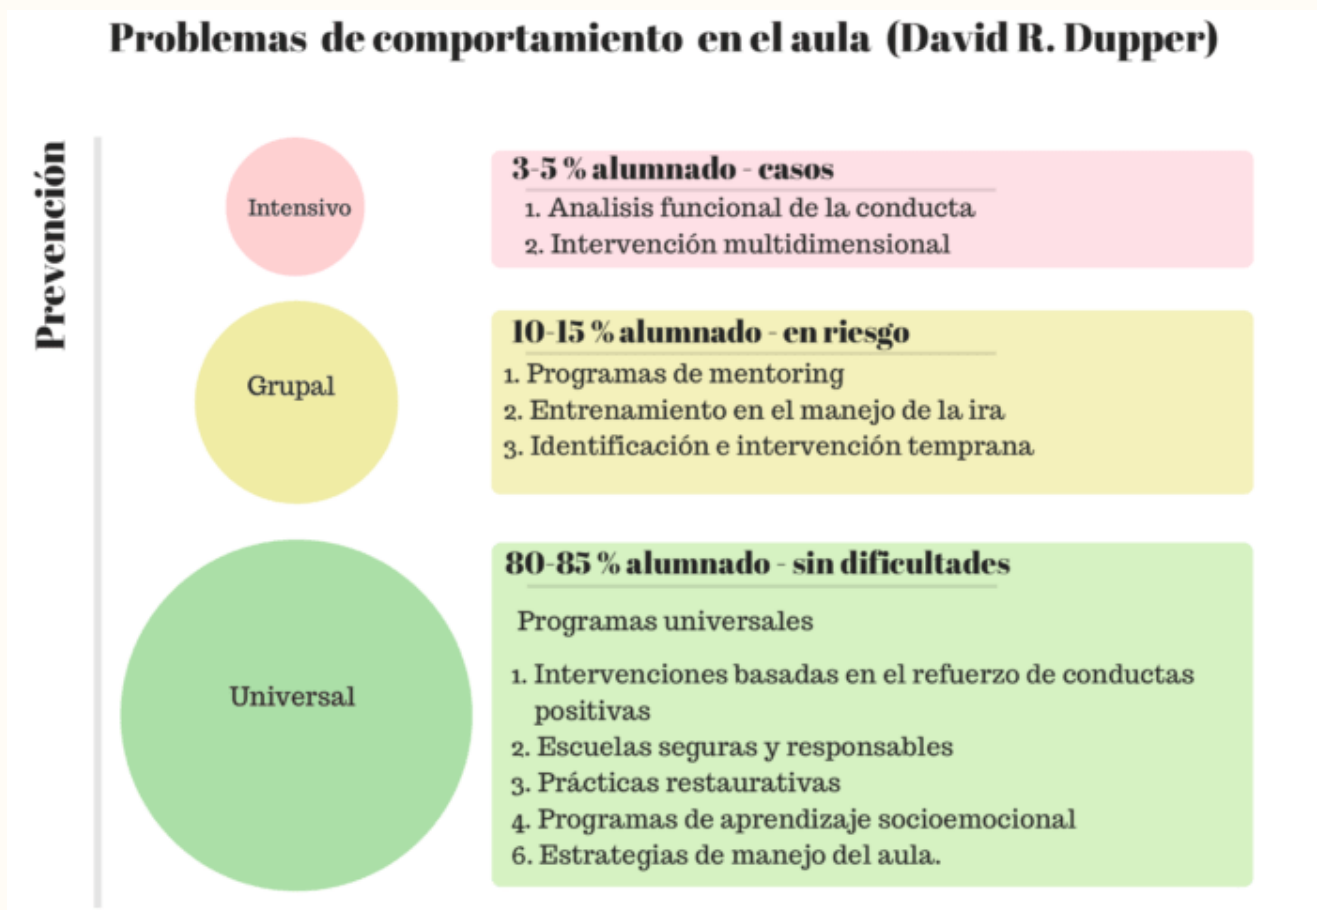 Problemas de comportamiento en el aula (David R. Dupper)
Prevención
Intensivo
3-5 % alumnado - casos
1. Analisis funcional de la conducta
2. Intervención multidimensional
Grupal
10-15 % alumnado - en riesgo
1. Programas de mentoring
2. Entrenamiento en el manejo de la ira
3. Identificación e intervención temprana
Universal
80-85 % alumnado - sin dificultades
Programas universales
1. Intervenciones basadas en el refuerzo de conductas
positivas
2. Escuelas seguras y responsables
3. Prácticas restaurativas
4. Programas de aprendizaje socioemocional
6. Estrategias de manejo del aula.